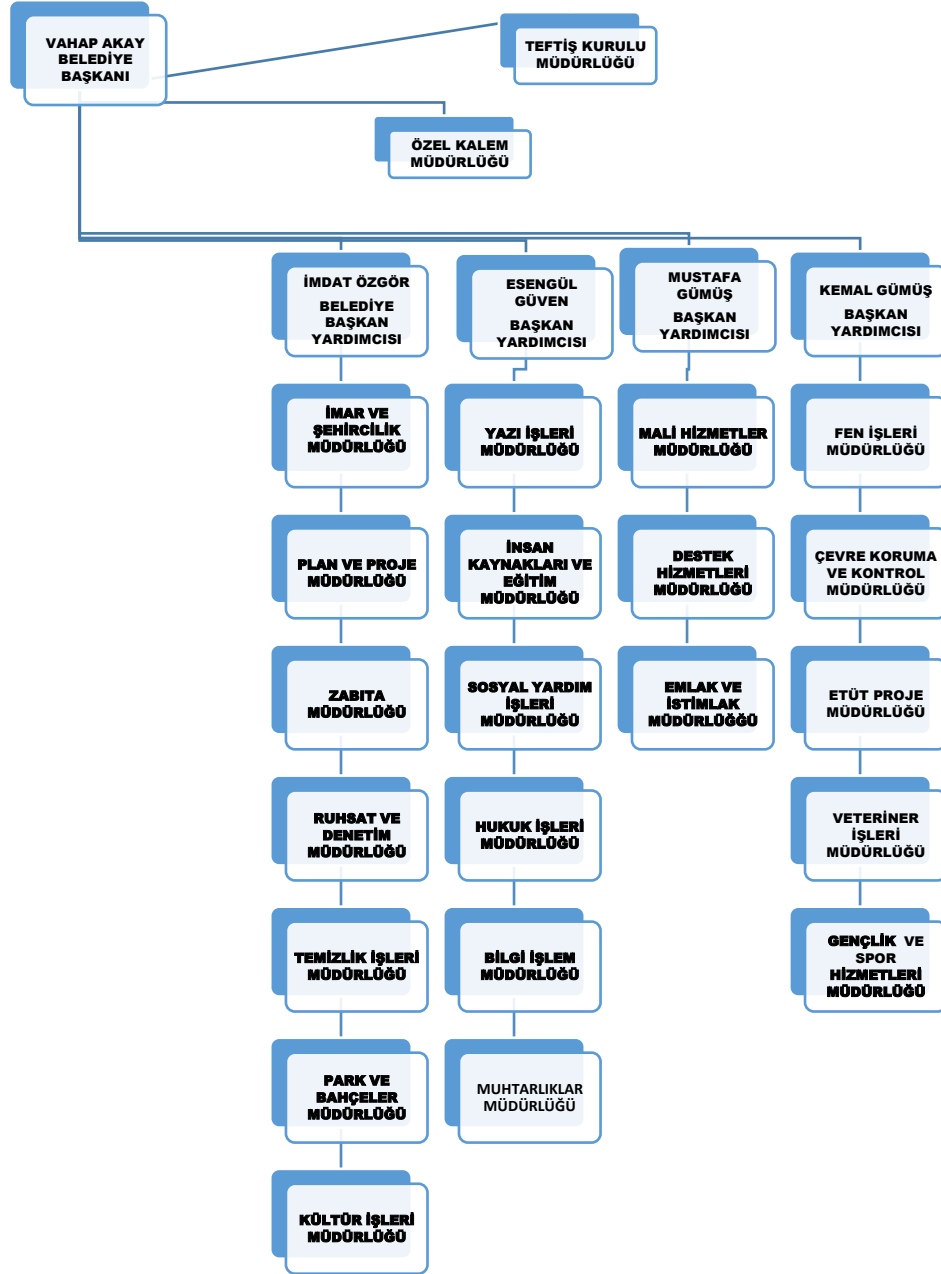 VAHAP AKAY
BELEDİYE
BAŞKANI
TEFTİŞ KURULU
MÜDÜRLÜĞÜ
ÖZEL KALEM
MÜDÜRLÜĞÜ
İMDAT ÖZGÖR
BELEDİYE
BAŞKAN
YARDIMCISI
ESENGÜL
GÜVEN
BAŞKAN
YARDIMCISI
MUSTAFA
GÜMÜŞ
BAŞKAN
YARDIMCISI
KEMAL GÜMÜŞ
BAŞKAN
YARDIMCISI
İMAR VE
ŞEHİRCİLİK
MÜDÜRLÜĞÜ
YAZI İŞLERİ
MÜDÜRLÜĞÜ
MALİ HİZMETLER
MÜDÜRLÜĞÜ
FEN İŞLERİ
MÜDÜRLÜĞÜ
PLAN VE PROJE
MÜDÜRLÜĞÜ
İNSAN
KAYNAKLARI VE
EĞİTİM
MÜDÜRLÜĞÜ
DESTEK
HİZMETLERİ
MÜDÜRLÜĞÜ
ÇEVRE KORUMA
VE KONTROL
MÜDÜRLÜĞÜ
ZABITA
MÜDÜRLÜĞÜ
SOSYAL YARDIM
İŞLERİ
MÜDÜRLÜĞÜ
EMLAK VE
İSTİMLAK
MÜDÜRLÜĞĞÜ
ETÜT PROJE
MÜDÜRLÜĞÜ
RUHSAT VE
DENETİM
MÜDÜRLÜĞÜ
HUKUK İŞLERİ
MÜDÜRLÜĞÜ
VETERİNER
İŞLERİ
MÜDÜRLÜĞÜ
TEMİZLİK İŞLERİ
MÜDÜRLÜĞÜ
BİLGİ İŞLEM
MÜDÜRLÜĞÜ
GENÇLİK VE
SPOR
HİZMETLERİ
MÜDÜRLÜĞÜ
PARK VE
BAHÇELER
MÜDÜRLÜĞÜ
MUHTARLIKLAR
MÜDÜRLÜĞÜ
KÜLTÜR İŞLERİ
MÜDÜRLÜĞÜ